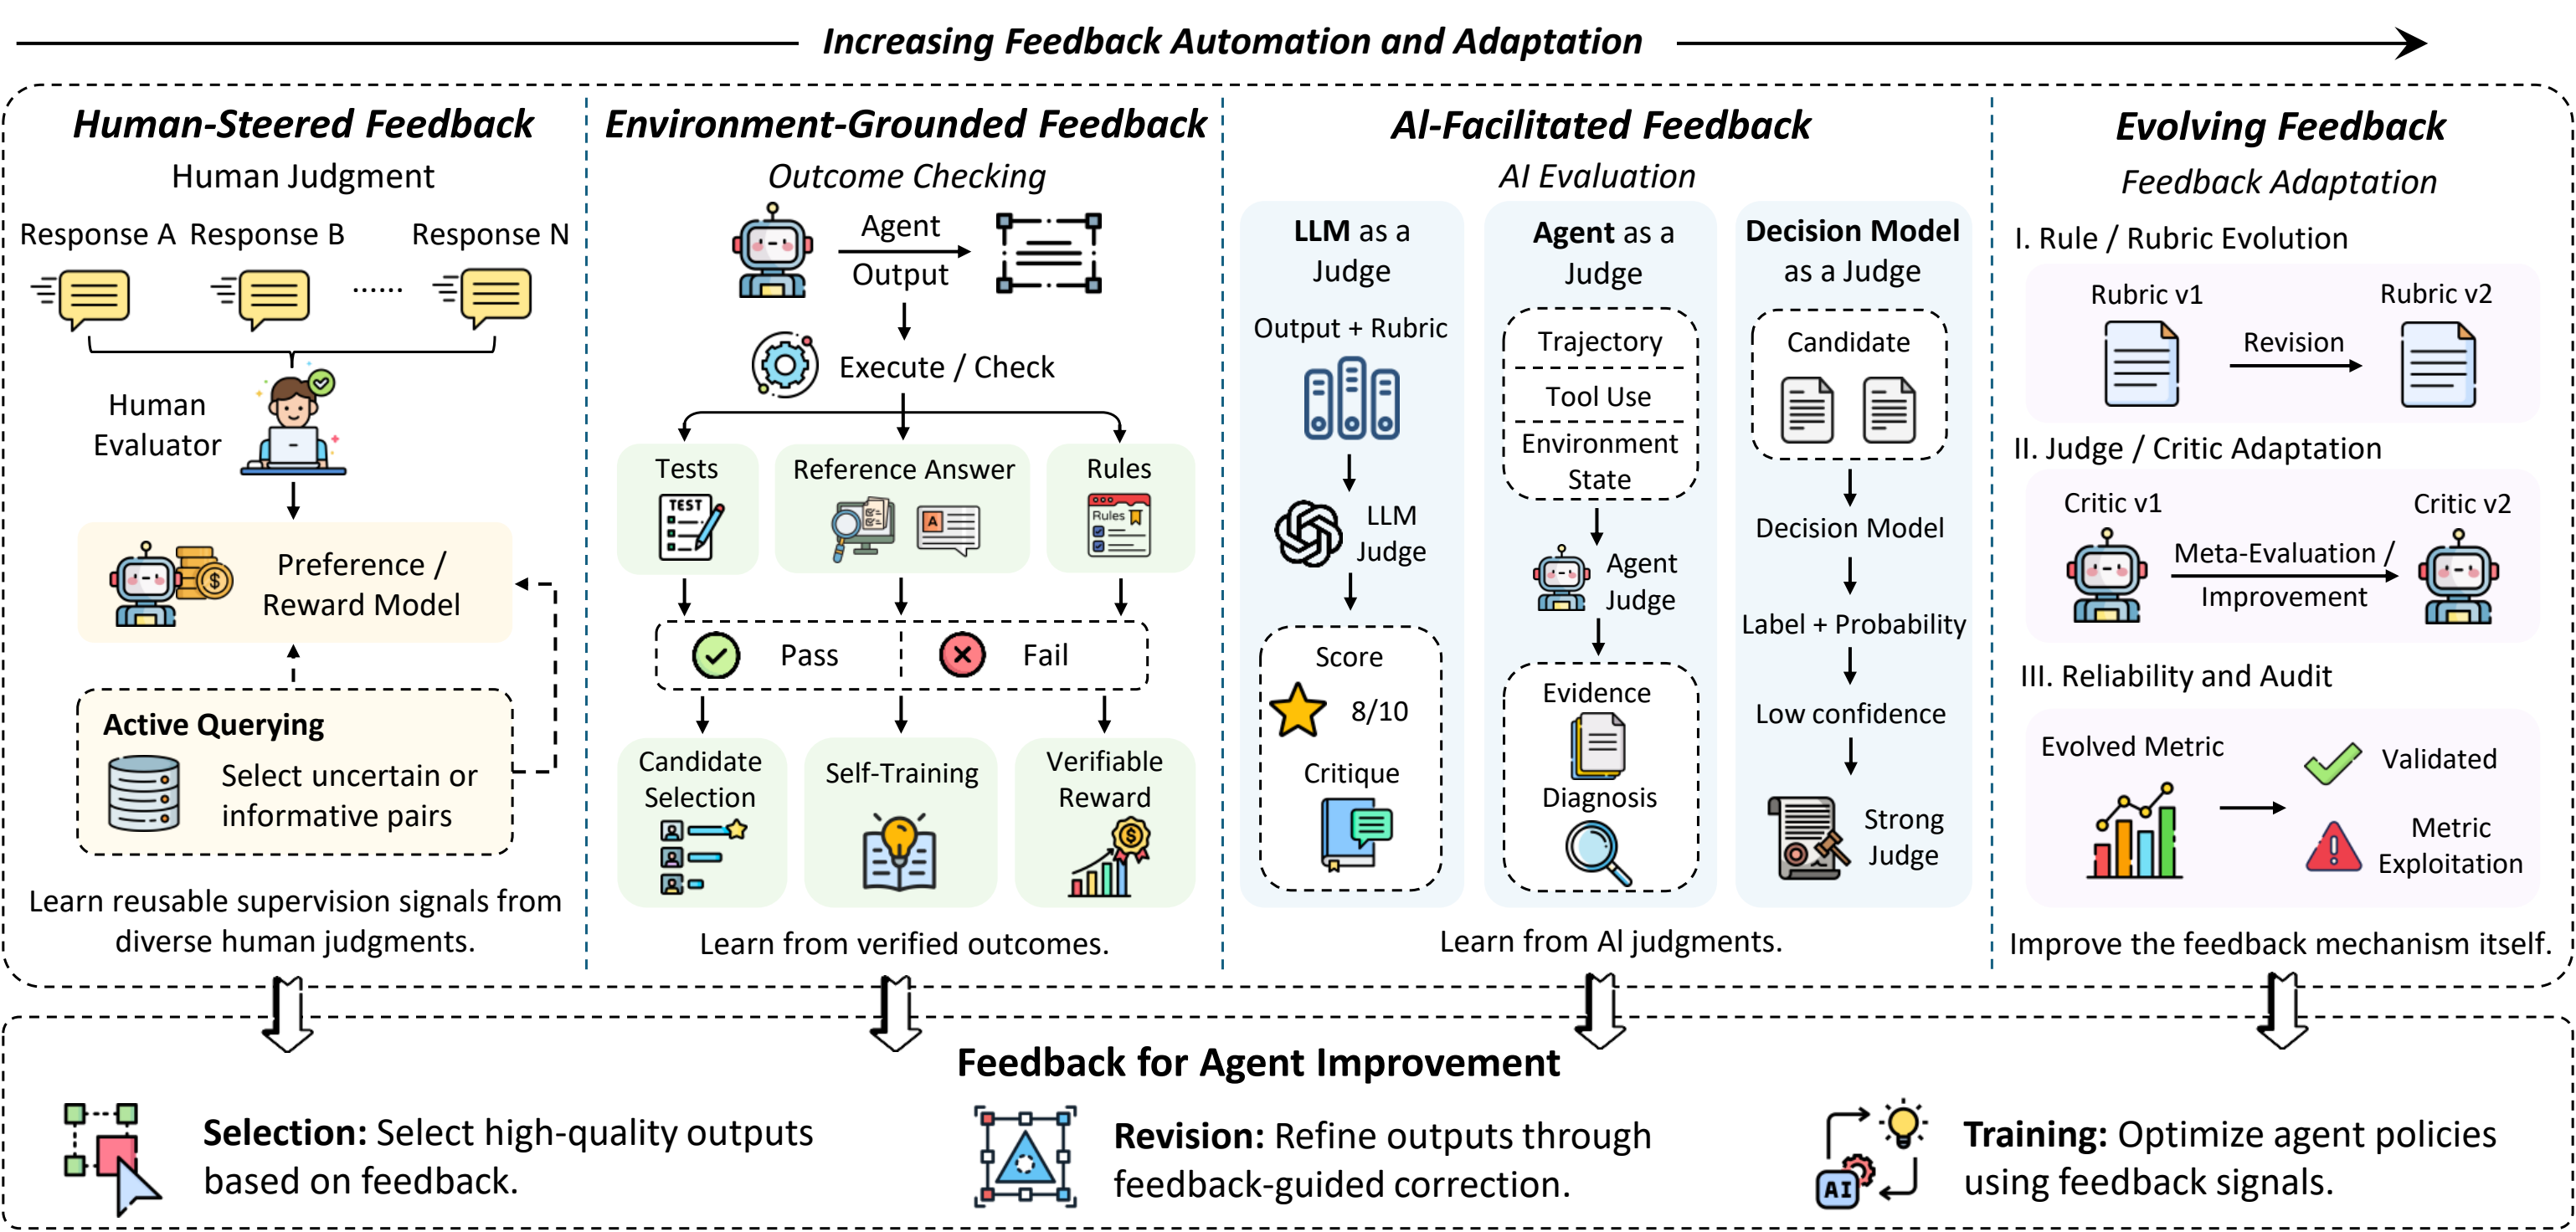 Increasing Feedback Automation and Adaptation
Human-Steered Feedback
Human Judgment
Response A
Response B
Response N
......
Human
Evaluator
Preference /
Reward Model
Active Querying
Select uncertain or
informative pairs
Learn reusable supervision signals from
diverse human judgments.
Environment-Grounded Feedback
Outcome Checking
Agent
Output
Execute / Check
Tests
TEST
Reference Answer
A
Rules
Rules
Pass
Fail
Candidate
Selection
Self-Training
Verifiable
Reward
Learn from verified outcomes.
AI-Facilitated Feedback
AI Evaluation
LLM as a
Judge
Output + Rubric
LLM
Judge
Score
8/10
Critique
Agent as a
Judge
Trajectory
Tool Use
Environment
State
Agent
Judge
Evidence
Diagnosis
Decision Model
as a Judge
Candidate
Decision Model
Label + Probability
Low confidence
Strong
Judge
Learn from AI judgments.
Evolving Feedback
Feedback Adaptation
I. Rule / Rubric Evolution
Rubric v1
Revision
Rubric v2
II. Judge / Critic Adaptation
Critic v1
Meta-Evaluation /
Improvement
Critic v2
III. Reliability and Audit
Evolved Metric
Validated
Metric
Exploitation
Improve the feedback mechanism itself.
Feedback for Agent Improvement
Selection: Select high-quality outputs
based on feedback.
Revision: Refine outputs through
feedback-guided correction.
AI
Training: Optimize agent policies
using feedback signals.